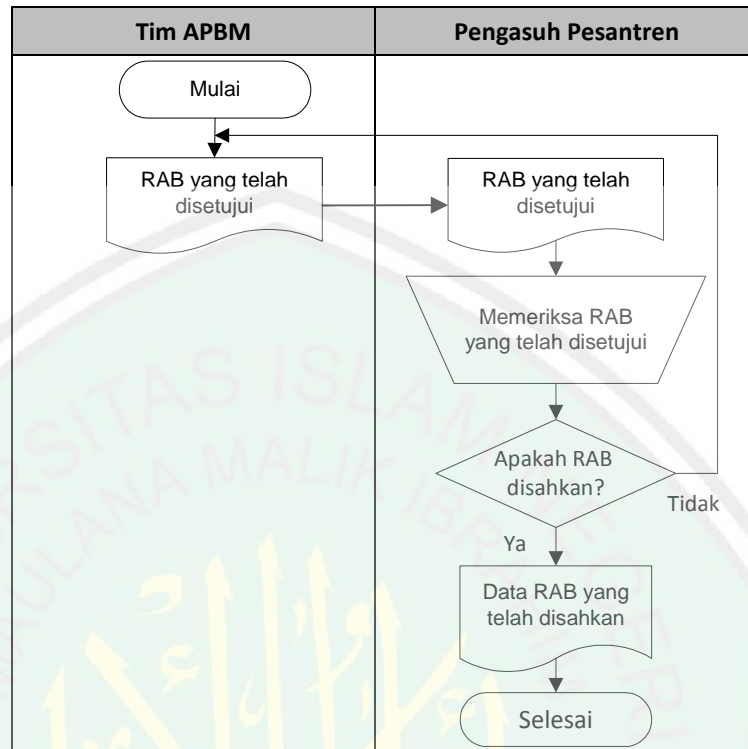 Tim APBM
Pengasuh Pesantren
Mulai
RAB yang telah
disetujui
RAB yang telah
disetujui
Memeriksa RAB
yang telah disetujui
Apakah RAB
disahkan?
Tidak
Ya
Data RAB yang
telah disahkan
Selesai